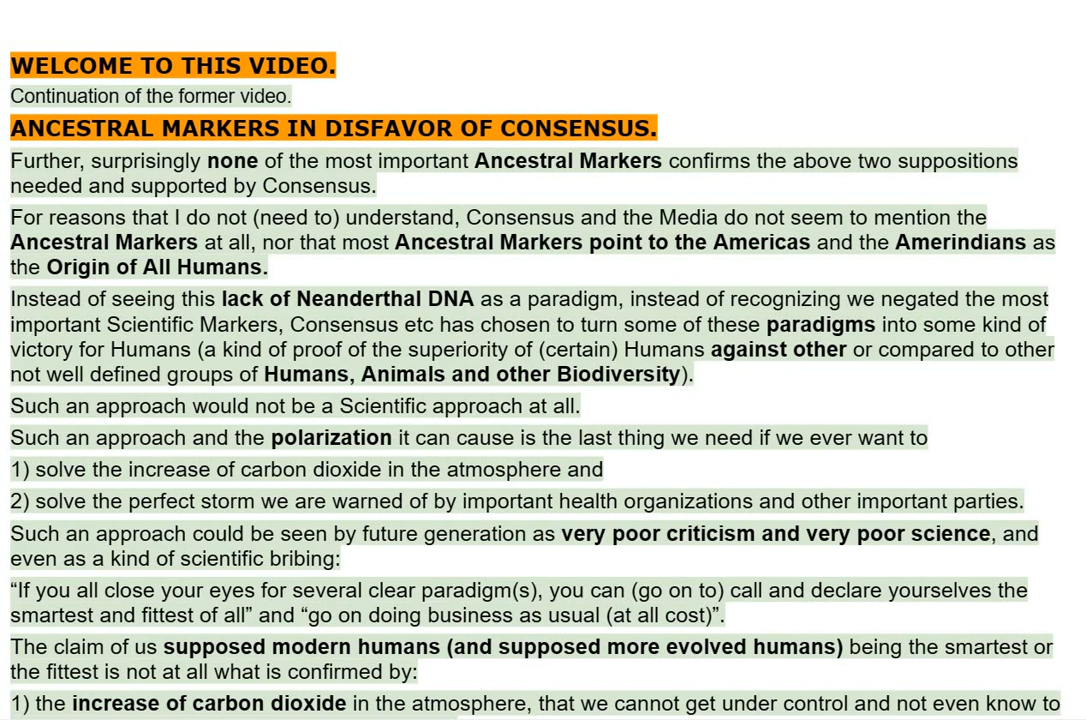 WELCOME TO THIS VIDEO.
Continuation of the former video.
ANCESTRAL MARKERS IN DISFAVOR OF CONSENSUS.
Further, surprisingly none of the most important Ancestral Markers confirms the above two suppositions
needed and supported by Consensus.
For reasons that I do not (need to) understand, Consensus and the Media do not seem to mention the
Ancestral Markers at all, nor that most Ancestral Markers point to the Americas and the Amerindians as
the Origin of All Humans.
Instead of seeing this lack of Neanderthal DNA as a paradigm, instead of recognizing we negated the most
important Scientific Markers, Consensus etc has chosen to turn some of these paradigms into some kind of
victory for Humans (a kind of proof of the superiority of (certain) Humans against other or compared to other
not well defined groups of Humans, Animals and other Biodiversity).
Such an approach would not be a Scientific approach at all.
Such an approach and the polarization it can cause is the last thing we need if we ever want to
1) solve the increase of carbon dioxide in the atmosphere and
2) solve the perfect storm we are warned of by important health organizations and other important parties.
Such an approach could be seen by future generation as very poor criticism and very poor science, and
even as a kind of scientific bribing:
“If you all close your eyes for several clear paradigm(s), you can (go on to) call and declare yourselves the
smartest and fittest of all” and “go on doing business as usual (at all cost)”.
The claim of us supposed modern humans (and supposed more evolved humans) being the smartest or
the fittest is not at all what is confirmed by:
1) the increase of carbon dioxide in the atmosphere, that we cannot get under control and not even know to